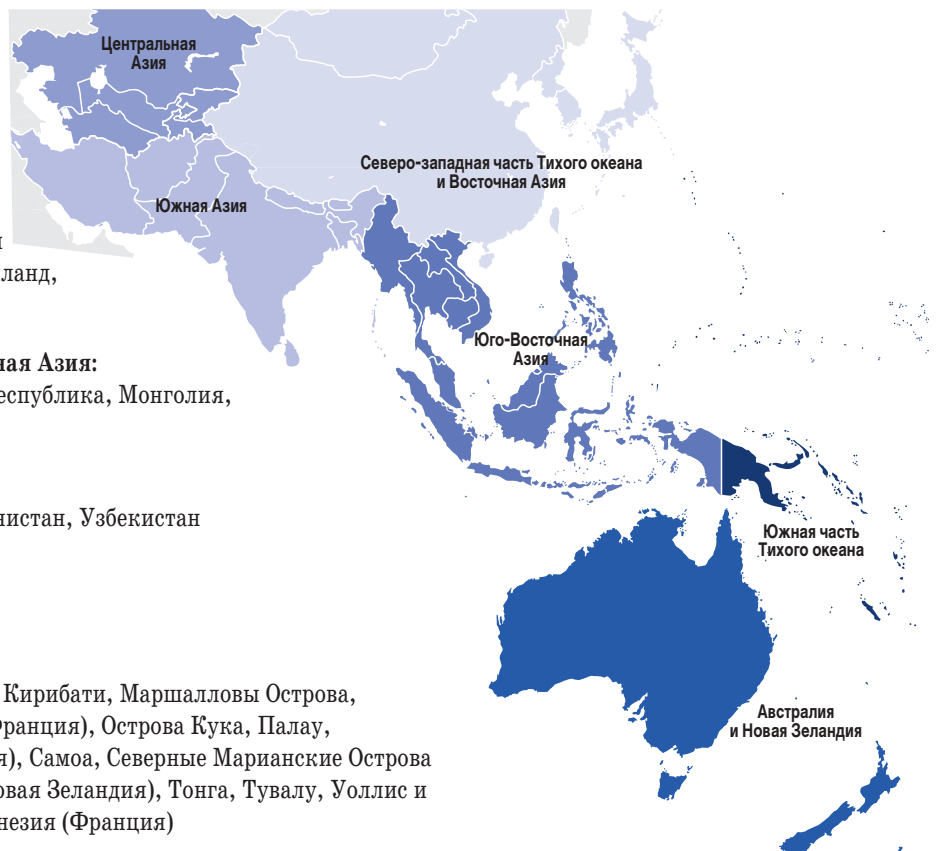 Центральная
Азия
Северо-западная часть Тихого океана
и Восточная Азия
Южная Азия
ланд,
Юго-Восточная
Азия
ная Азия:
еспублика, Монголия,
нистан, Узбекистан
Южная часть
Тихого океана
Кирибати, Маршалловы Острова,
ранция), Острова Кука, Палау,
я), Самоа, Северные Марианские Острова
овая Зеландия), Тонга, Тувалу, Уоллис и
незия (Франция)
Австралия
и Новая Зеландия